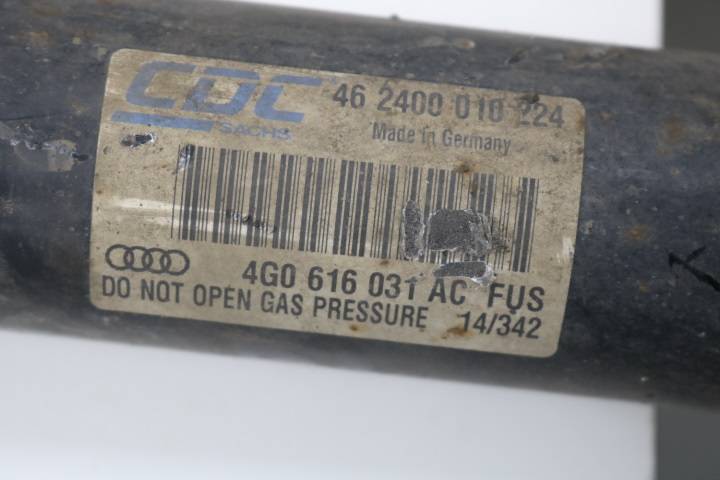 CDC
SACHS
46 2400 010 224
Made in Germany
4G0 616 031 AC FUS
DO NOT OPEN GAS PRESSURE 14/342